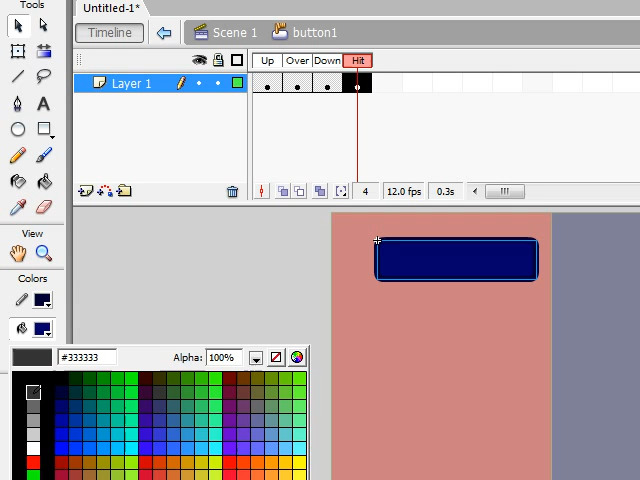 Tools
Untitled-1*
Timeline
Scene 1
button1
Up
Over
Down
Hit
Layer 1
A
4
12.0 fps
0.3s
View
Colors
#333333
Alpha: 100%